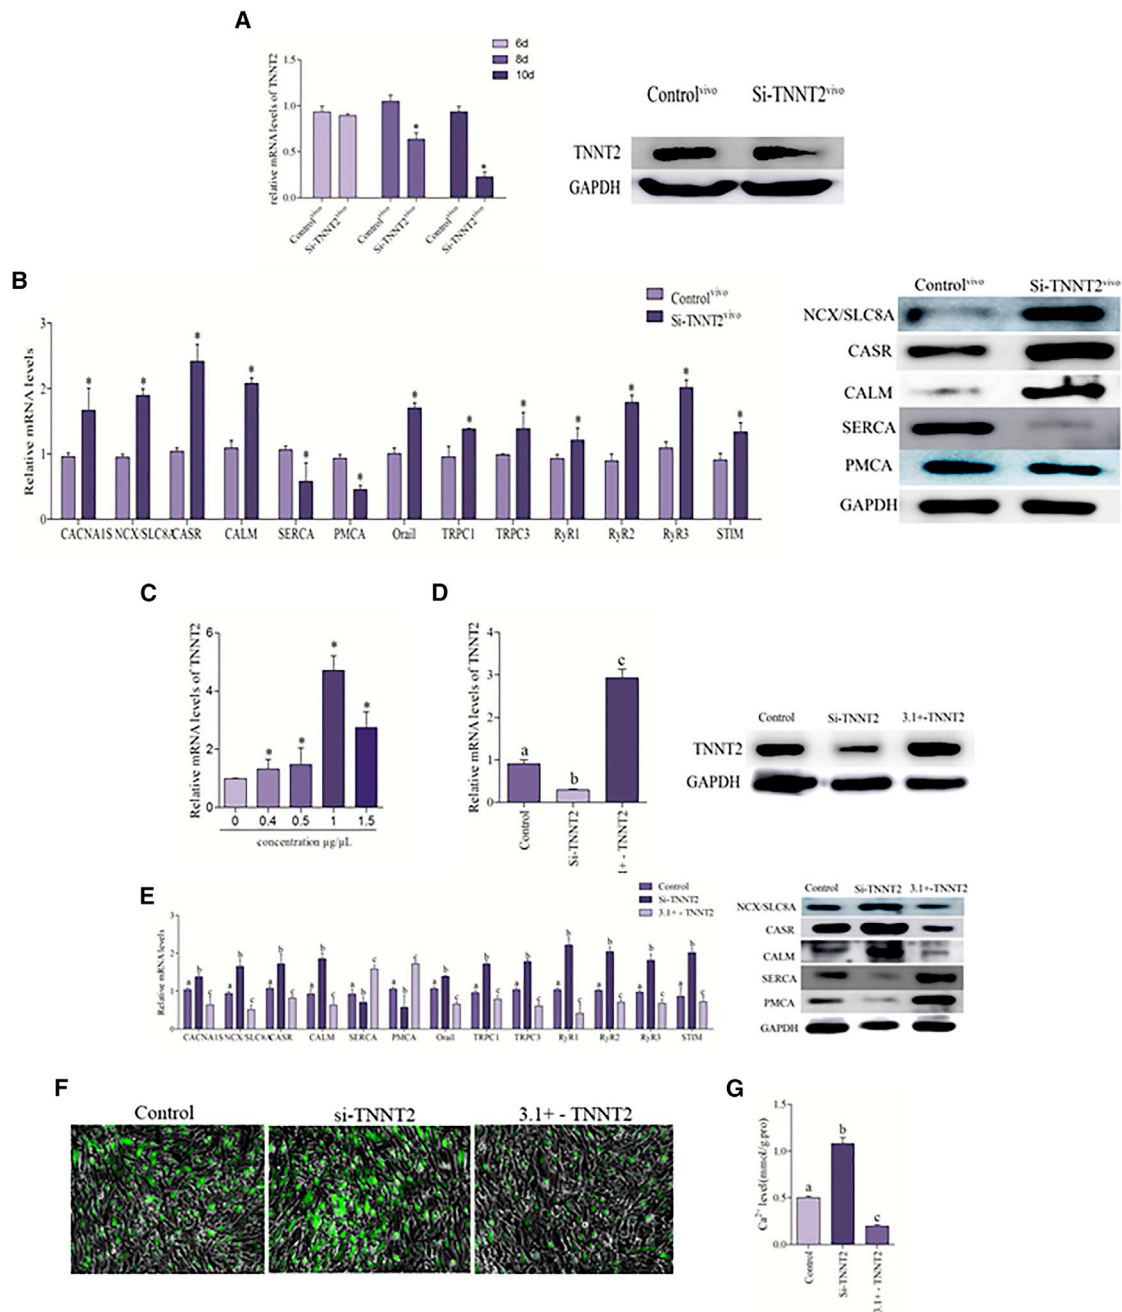 A
6d
8d
10d
relative mRNA levels of TNNT2
1.5
1.0
0.5
0.0
Control^vivo
Si-TNNT2^vivo
Control^vivo
Si-TNNT2^vivo
Control^vivo
Si-TNNT2^vivo
* *
Control^vivo Si-TNNT2^vivo
TNNT2
GAPDH
B
Control^vivo
Si-TNNT2^vivo
Relative mRNA levels
3
2
1
0
* * * * * * * * * * * * *
CACNA1S NCX/SLC8A CASR CALM SERCA PMCA Orail TRPC1 TRPC3 RyR1 RyR2 RyR3 STIM
Control^vivo Si-TNNT2^vivo
NCX/SLC8A
CASR
CALM
SERCA
PMCA
GAPDH
C
Relative mRNA levels of TNNT2
6
4
2
0
* * * *
0 0.4 0.5 1 1.5
concentration µg/µL
D
Relative mRNA levels of TNNT2
4
3
2
1
0
a b c
Control
Si-TNNT2
1+ - TNNT2
Control Si-TNNT2 3.1+-TNNT2
TNNT2
GAPDH
E
Control
Si-TNNT2
3.1+ - TNNT2
Relative mRNA levels
3
2
1
0
a b c a b c a b c a b c a b c a b c a b c a b c a b c a b c a b c a b c a b c
CACNA1S NCX/SLC8A CASR CALM SERCA PMCA Orail TRPC1 TRPC3 RyR1 RyR2 RyR3 STIM
Control Si-TNNT2 3.1+-TNNT2
NCX/SLC8A
CASR
CALM
SERCA
PMCA
GAPDH
F
Control si-TNNT2 3.1+ - TNNT2
G
Ca2+ level(mmol/g.pro)
1.5
1.0
0.5
0.0
a b c
Control
Si-TNNT2
3.1+ - TNNT2